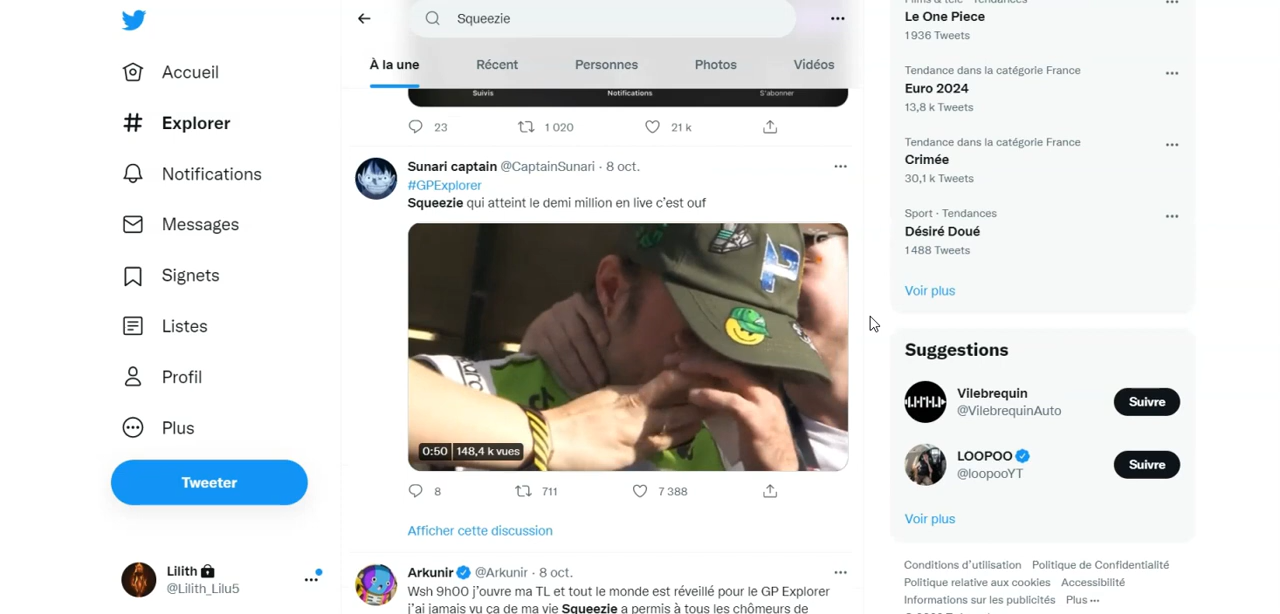 Accueil
Explorer
Notifications
Messages
Signets
Listes
Profil
Plus
Tweeter
Lilith
@Lilith_Lilu5
Squeezie
À la une Récent Personnes Photos Vidéos
Suivis Notifications S'abonner
23 1 020 21 k
Sunari captain @CaptainSunari · 8 oct.
#GPExplorer
Squeezie qui atteint le demi million en live c'est ouf
0:50 148,4 k vues
8 711 7 388
Afficher cette discussion
Arkunir @Arkunir · 8 oct.
Wsh 9h00 j'ouvre ma TL et tout le monde est réveillé pour le GP Explorer
j'ai jamais vu ça de ma vie Squeezie a permis à tous les chômeurs de
Films & télé · Tendances
Le One Piece
1 936 Tweets
Tendance dans la catégorie France
Euro 2024
13,8 k Tweets
Tendance dans la catégorie France
Crimée
30,1 k Tweets
Sport · Tendances
Désiré Doué
1 488 Tweets
Voir plus
Suggestions
Vilebrequin
@VilebrequinAuto
Suivre
LOOPOO
@loopooYT
Suivre
Voir plus
Conditions d'utilisation Politique de Confidentialité
Politique relative aux cookies Accessibilité
Informations sur les publicités Plus ···